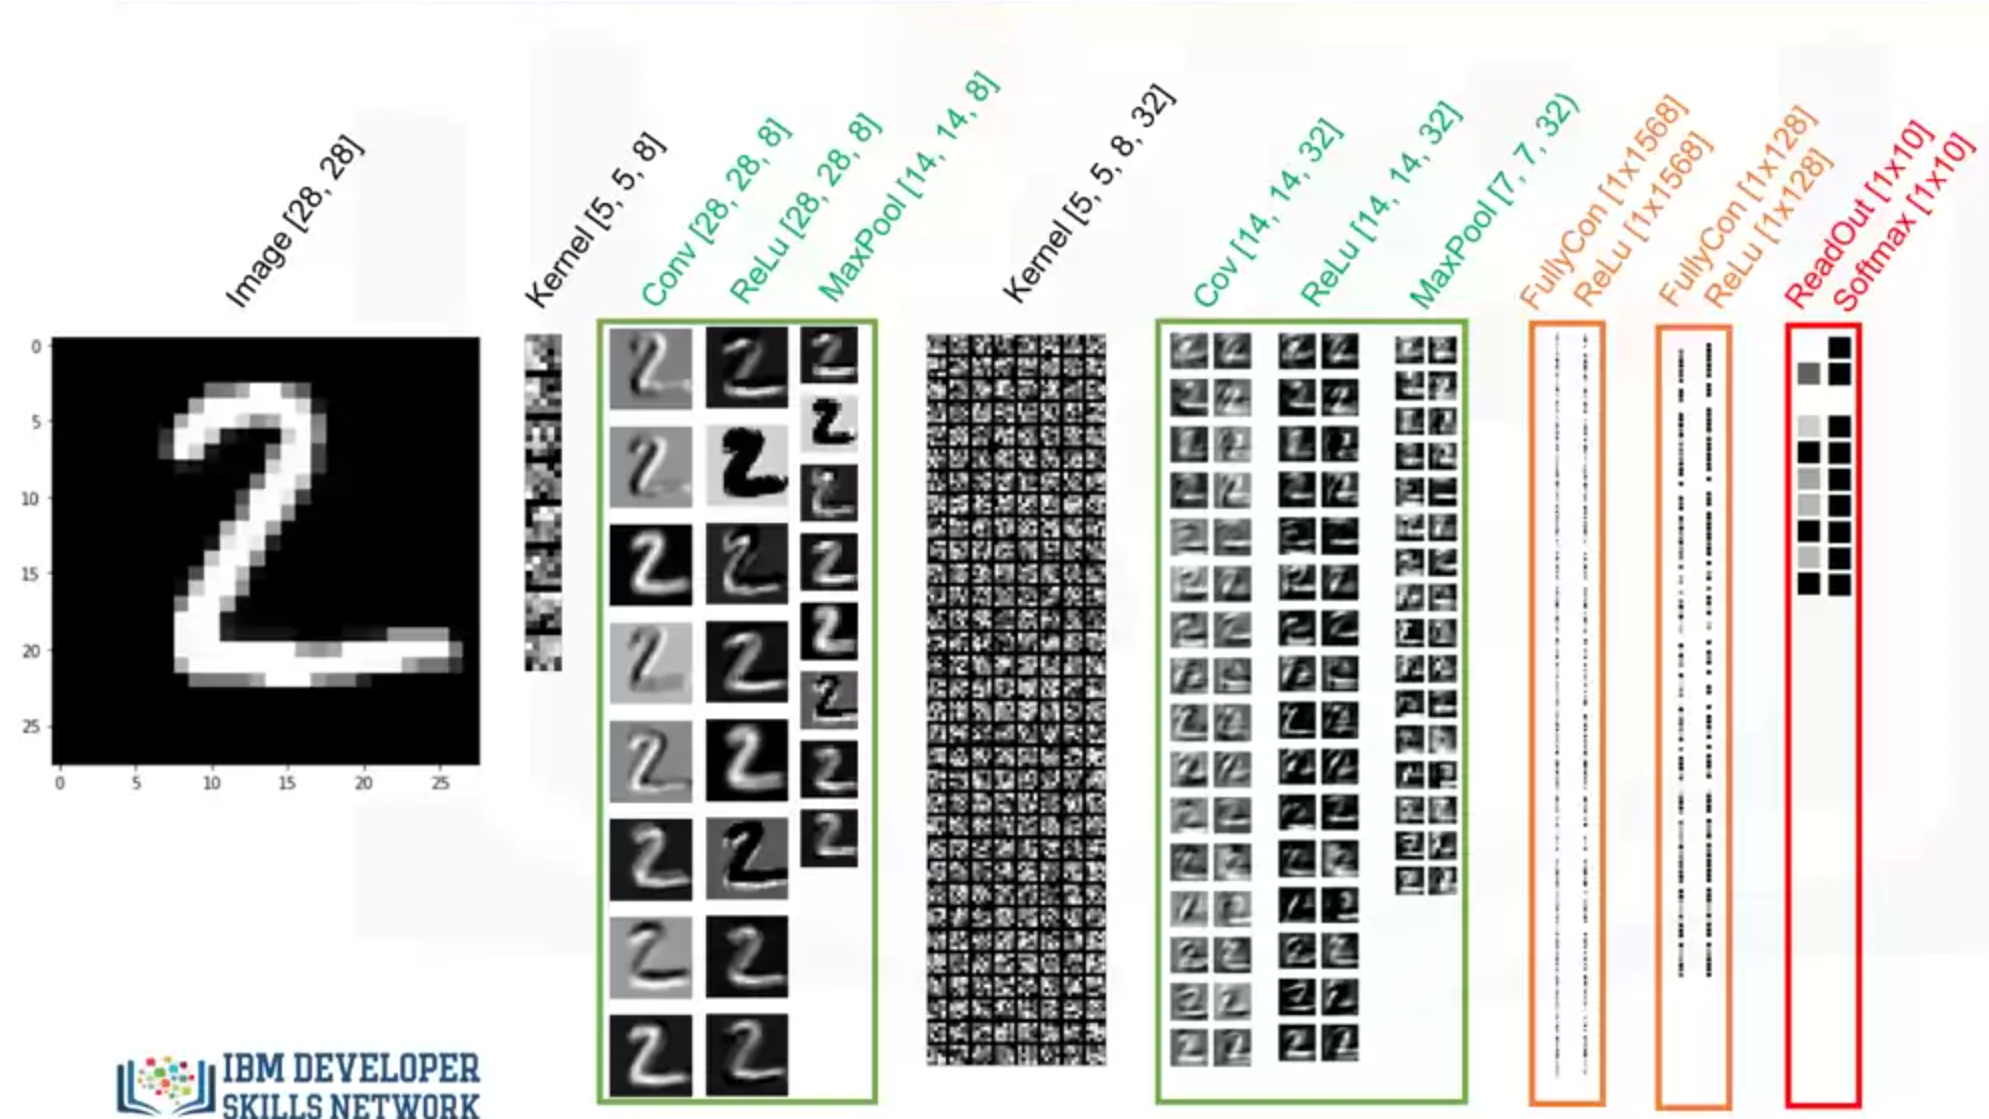 Image [28, 28]
Kernel [5, 5, 8]
Conv [28, 28, 8]
ReLu [28, 28, 8]
MaxPool [14, 14, 8]
Kernel [5, 5, 8, 32]
Cov [14, 14, 32]
ReLu [14, 14, 32]
MaxPool [7, 7, 32)
FullyCon [1x1568]
ReLu [1x1568]
FullyCon [1x128]
ReLu [1x128]
ReadOut [1x10]
Softmax [1x10]
0
5
10
15
20
25
0 5 10 15 20 25
IBM DEVELOPER
SKILLS NETWORK